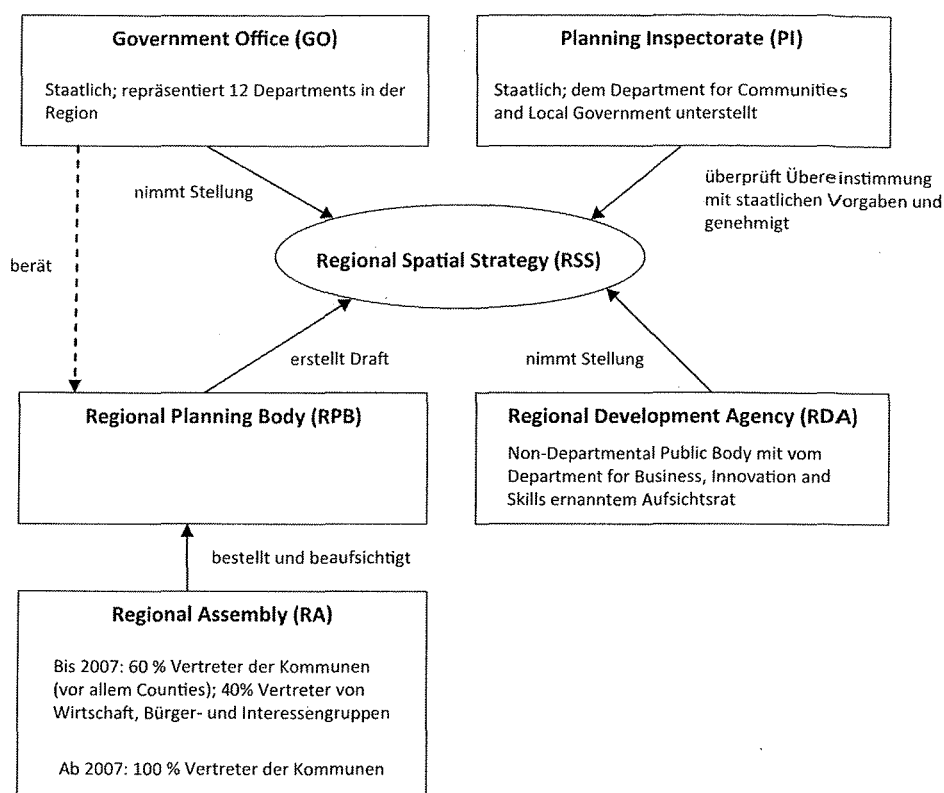 Government Office (GO)
Staatlich; repräsentiert 12 Departments in der
Region
Planning Inspectorate (PI)
Staatlich; dem Department for Communities
and Local Government unterstellt
nimmt Stellung
überprüft Übereinstimmung
mit staatlichen Vorgaben und
genehmigt
berät
Regional Spatial Strategy (RSS)
erstellt Draft
nimmt Stellung
Regional Planning Body (RPB)
Regional Development Agency (RDA)
Non-Departmental Public Body mit vom
Department for Business, Innovation and
Skills ernanntem Aufsichtsrat
bestellt und beaufsichtigt
Regional Assembly (RA)
Bis 2007: 60 % Vertreter der Kommunen
(vor allem Counties); 40% Vertreter von
Wirtschaft, Bürger- und Interessengruppen
Ab 2007: 100 % Vertreter der Kommunen